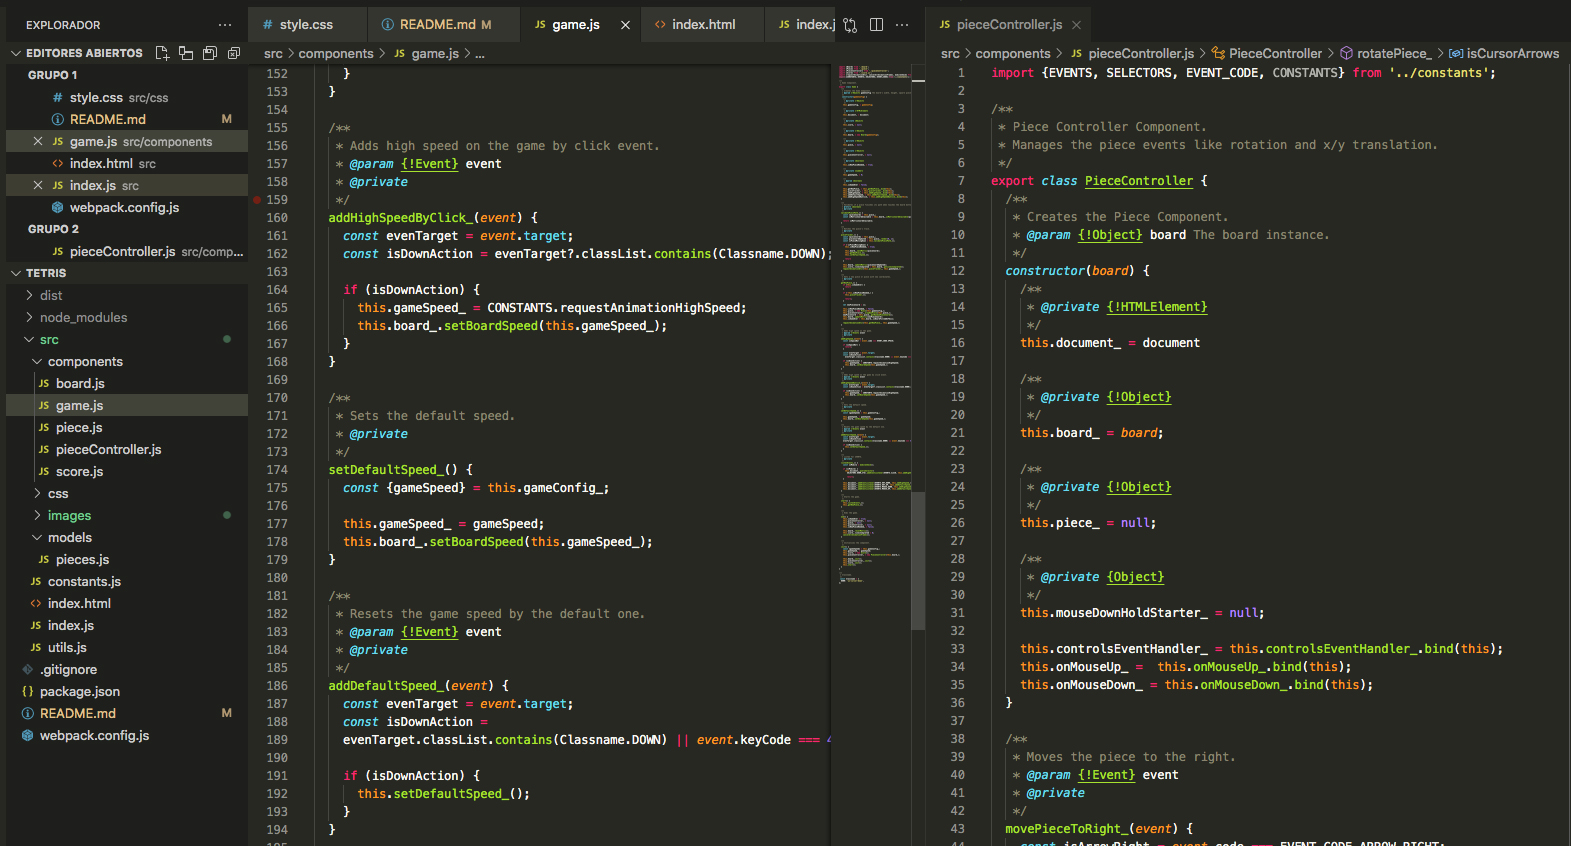 EXPLORADOR
EDITORES ABIERTOS
GRUPO 1
# style.css src/css
README.md M
JS game.js src/components
<> index.html src
JS index.js src
webpack.config.js
GRUPO 2
JS pieceController.js src/comp...
TETRIS
dist
node_modules
src
components
JS board.js
JS game.js
JS piece.js
JS pieceController.js
JS score.js
css
images
models
JS pieces.js
JS constants.js
<> index.html
JS index.js
JS utils.js
.gitignore
{} package.json
README.md M
webpack.config.js
# style.css
README.md M
JS game.js
<> index.html
JS index.j
src > components > JS game.js > ...
152 }
153 }
154
155 /**
156 * Adds high speed on the game by click event.
157 * @param {!Event} event
158 * @private
159 */
160 addHighSpeedByClick_(event) {
161 const evenTarget = event.target;
162 const isDownAction = evenTarget?.classList.contains(Classname.DOWN);
163
164 if (isDownAction) {
165 this.gameSpeed_ = CONSTANTS.requestAnimationHighSpeed;
166 this.board_.setBoardSpeed(this.gameSpeed_);
167 }
168 }
169
170 /**
171 * Sets the default speed.
172 * @private
173 */
174 setDefaultSpeed_() {
175 const {gameSpeed} = this.gameConfig_;
176
177 this.gameSpeed_ = gameSpeed;
178 this.board_.setBoardSpeed(this.gameSpeed_);
179 }
180
181 /**
182 * Resets the game speed by the default one.
183 * @param {!Event} event
184 * @private
185 */
186 addDefaultSpeed_(event) {
187 const evenTarget = event.target;
188 const isDownAction =
189 evenTarget.classList.contains(Classname.DOWN) || event.keyCode === 4
190
191 if (isDownAction) {
192 this.setDefaultSpeed_();
193 }
194 }
JS pieceController.js
src > components > JS pieceController.js > PieceController > rotatePiece_ > isCursorArrows
1 import {EVENTS, SELECTORS, EVENT_CODE, CONSTANTS} from '../constants';
2
3 /**
4 * Piece Controller Component.
5 * Manages the piece events like rotation and x/y translation.
6 */
7 export class PieceController {
8 /**
9 * Creates the Piece Component.
10 * @param {!Object} board The board instance.
11 */
12 constructor(board) {
13 /**
14 * @private {!HTMLElement}
15 */
16 this.document_ = document
17
18 /**
19 * @private {!Object}
20 */
21 this.board_ = board;
22
23 /**
24 * @private {!Object}
25 */
26 this.piece_ = null;
27
28 /**
29 * @private {Object}
30 */
31 this.mouseDownHoldStarter_ = null;
32
33 this.controlsEventHandler_ = this.controlsEventHandler_.bind(this);
34 this.onMouseUp_ = this.onMouseUp_.bind(this);
35 this.onMouseDown_ = this.onMouseDown_.bind(this);
36 }
37
38 /**
39 * Moves the piece to the right.
40 * @param {!Event} event
41 * @private
42 */
43 movePieceToRight_(event) {
44 const isArrowRight = event.code === EVENT_CODE.ARROW_RIGHT;